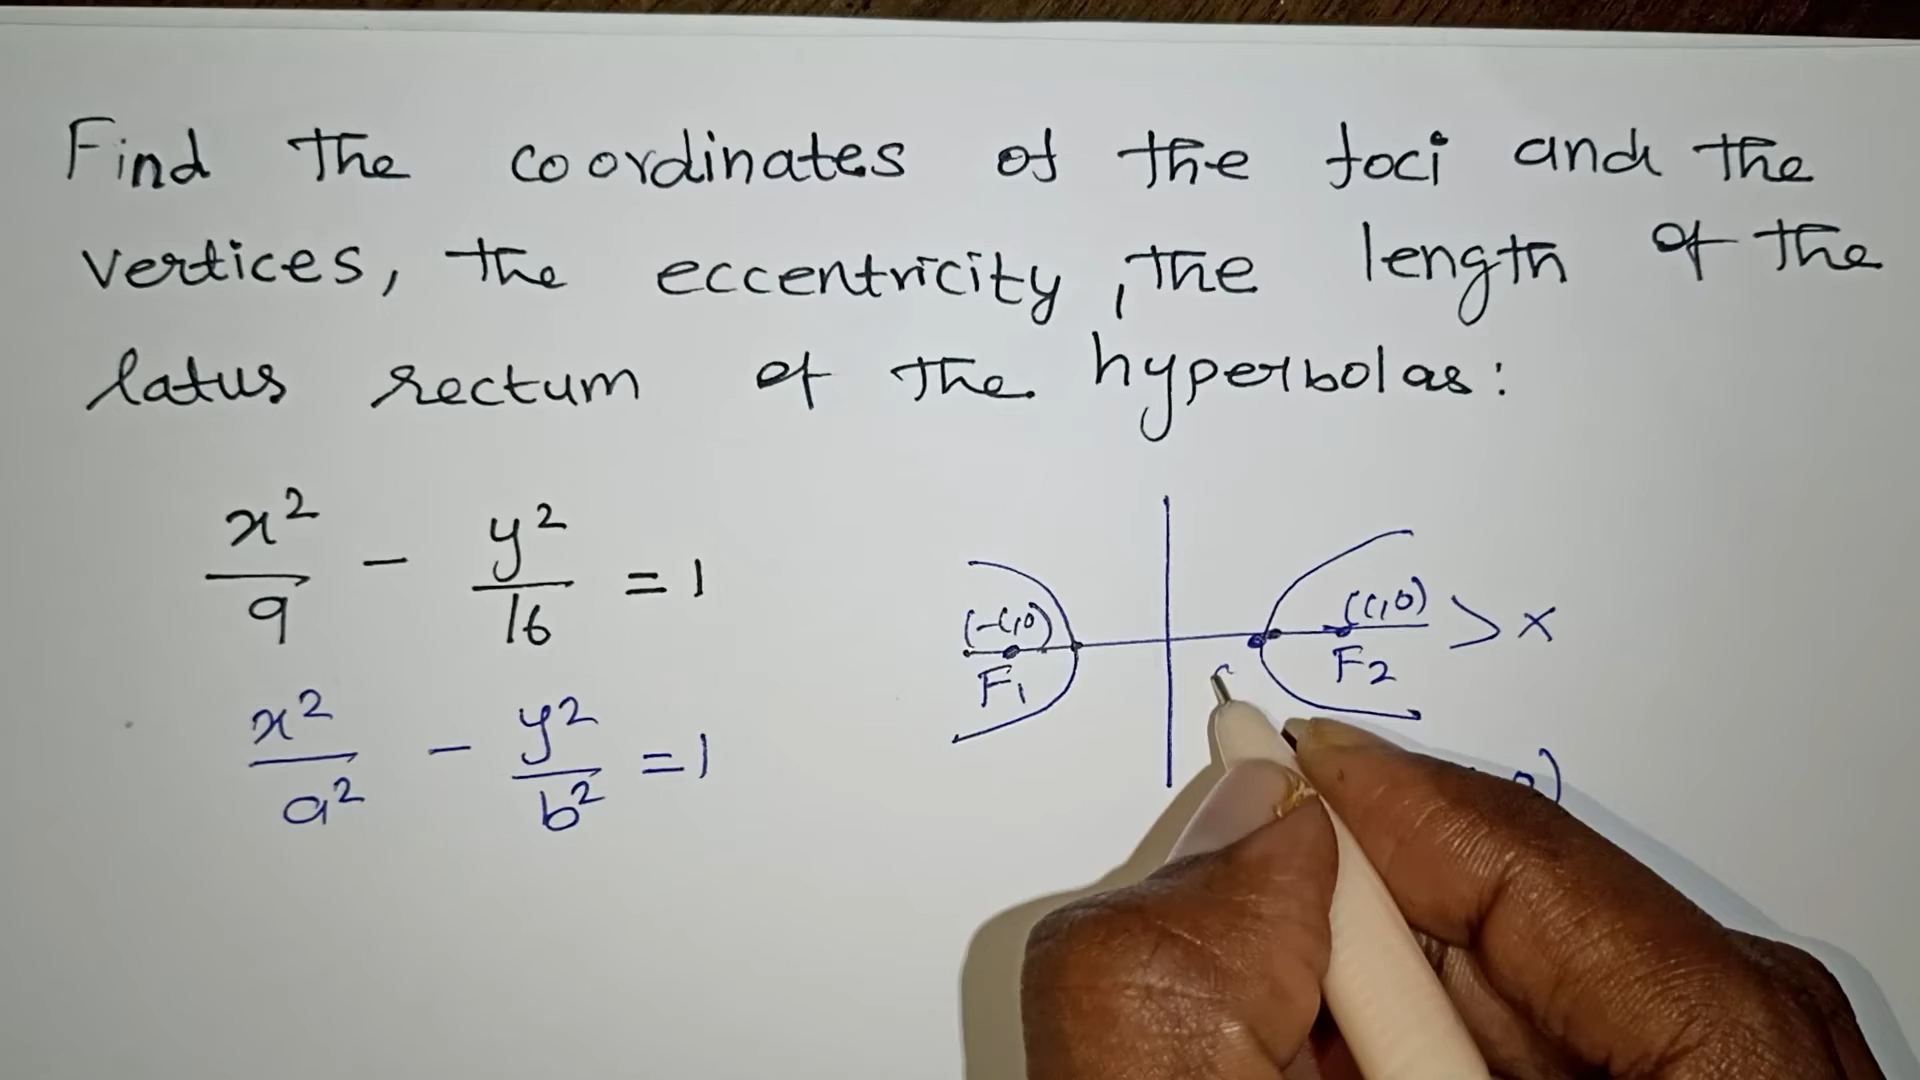 Find the coordinates of the foci and the
vertices, the eccentricity, the length of the
latus rectum of the hyperbolas:
x²/9 - y²/16 = 1
x²/a² - y²/b² = 1
(-c,0) (c,0) > x
F₁ F₂
0)